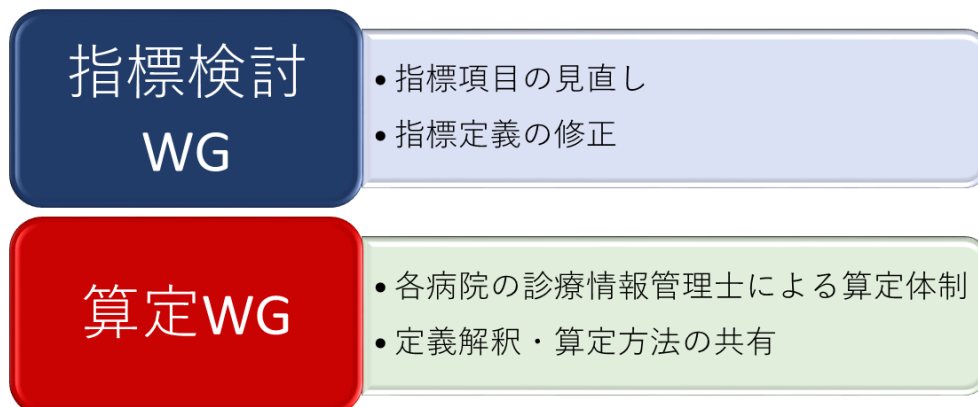 指標検討
WG
• 指標項目の見直し
• 指標定義の修正
算定WG
• 各病院の診療情報管理士による算定体制
• 定義解釈・算定方法の共有